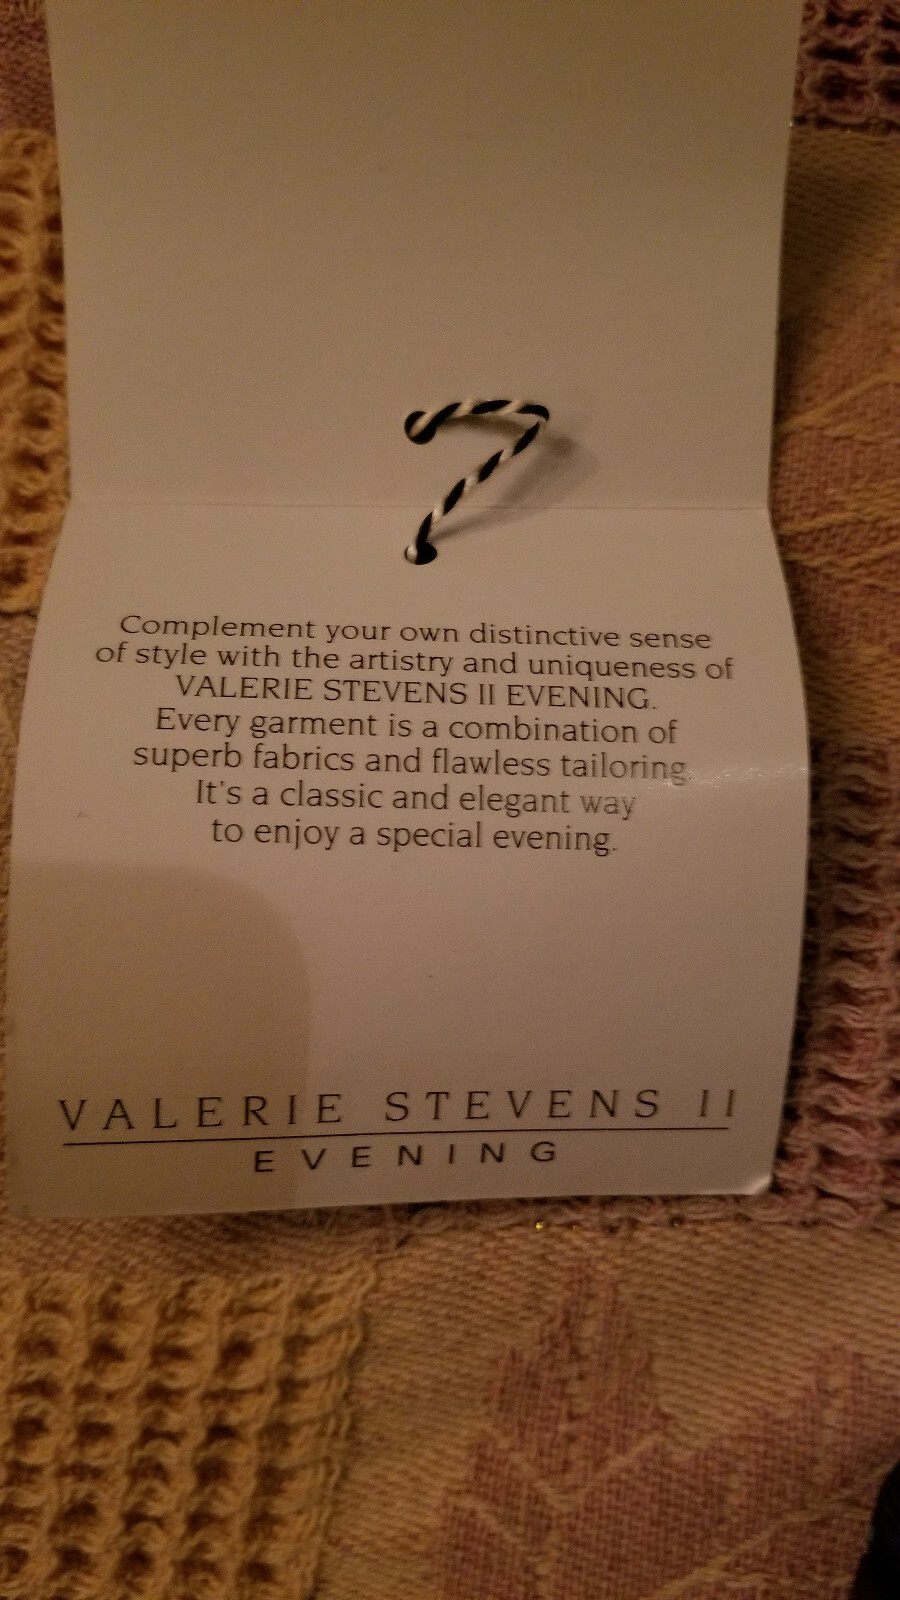 Complement your own distinctive sense
of style with the artistry and uniqueness of
VALERIE STEVENS II EVENING.
Every garment is a combination of
superb fabrics and flawless tailoring.
It's a classic and elegant way
to enjoy a special evening.
VALERIE STEVENS II
EVENING